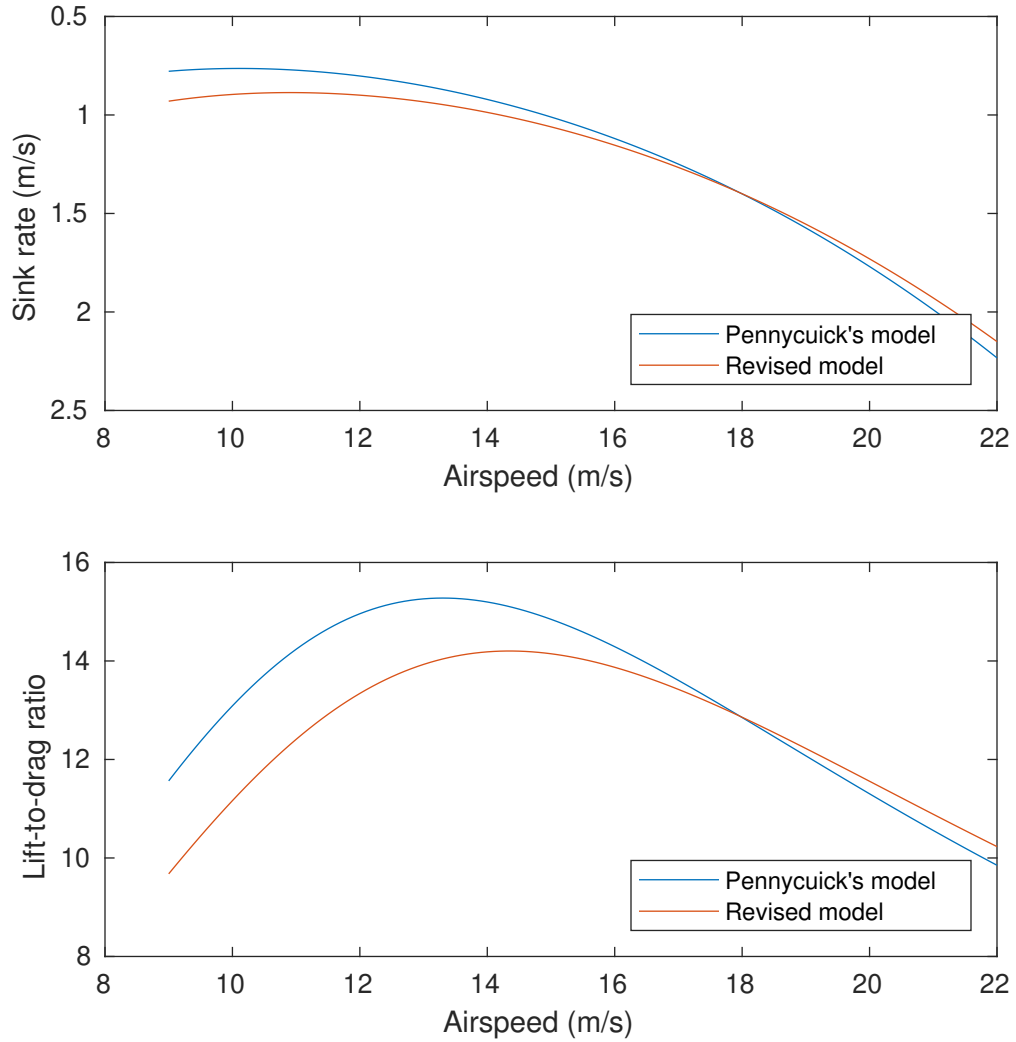 0.5
1
1.5
2
2.5
Sink rate (m/s)
Pennycuick's model
Revised model
8 10 12 14 16 18 20 22
Airspeed (m/s)
16
14
12
10
8
Lift-to-drag ratio
Pennycuick's model
Revised model
8 10 12 14 16 18 20 22
Airspeed (m/s)